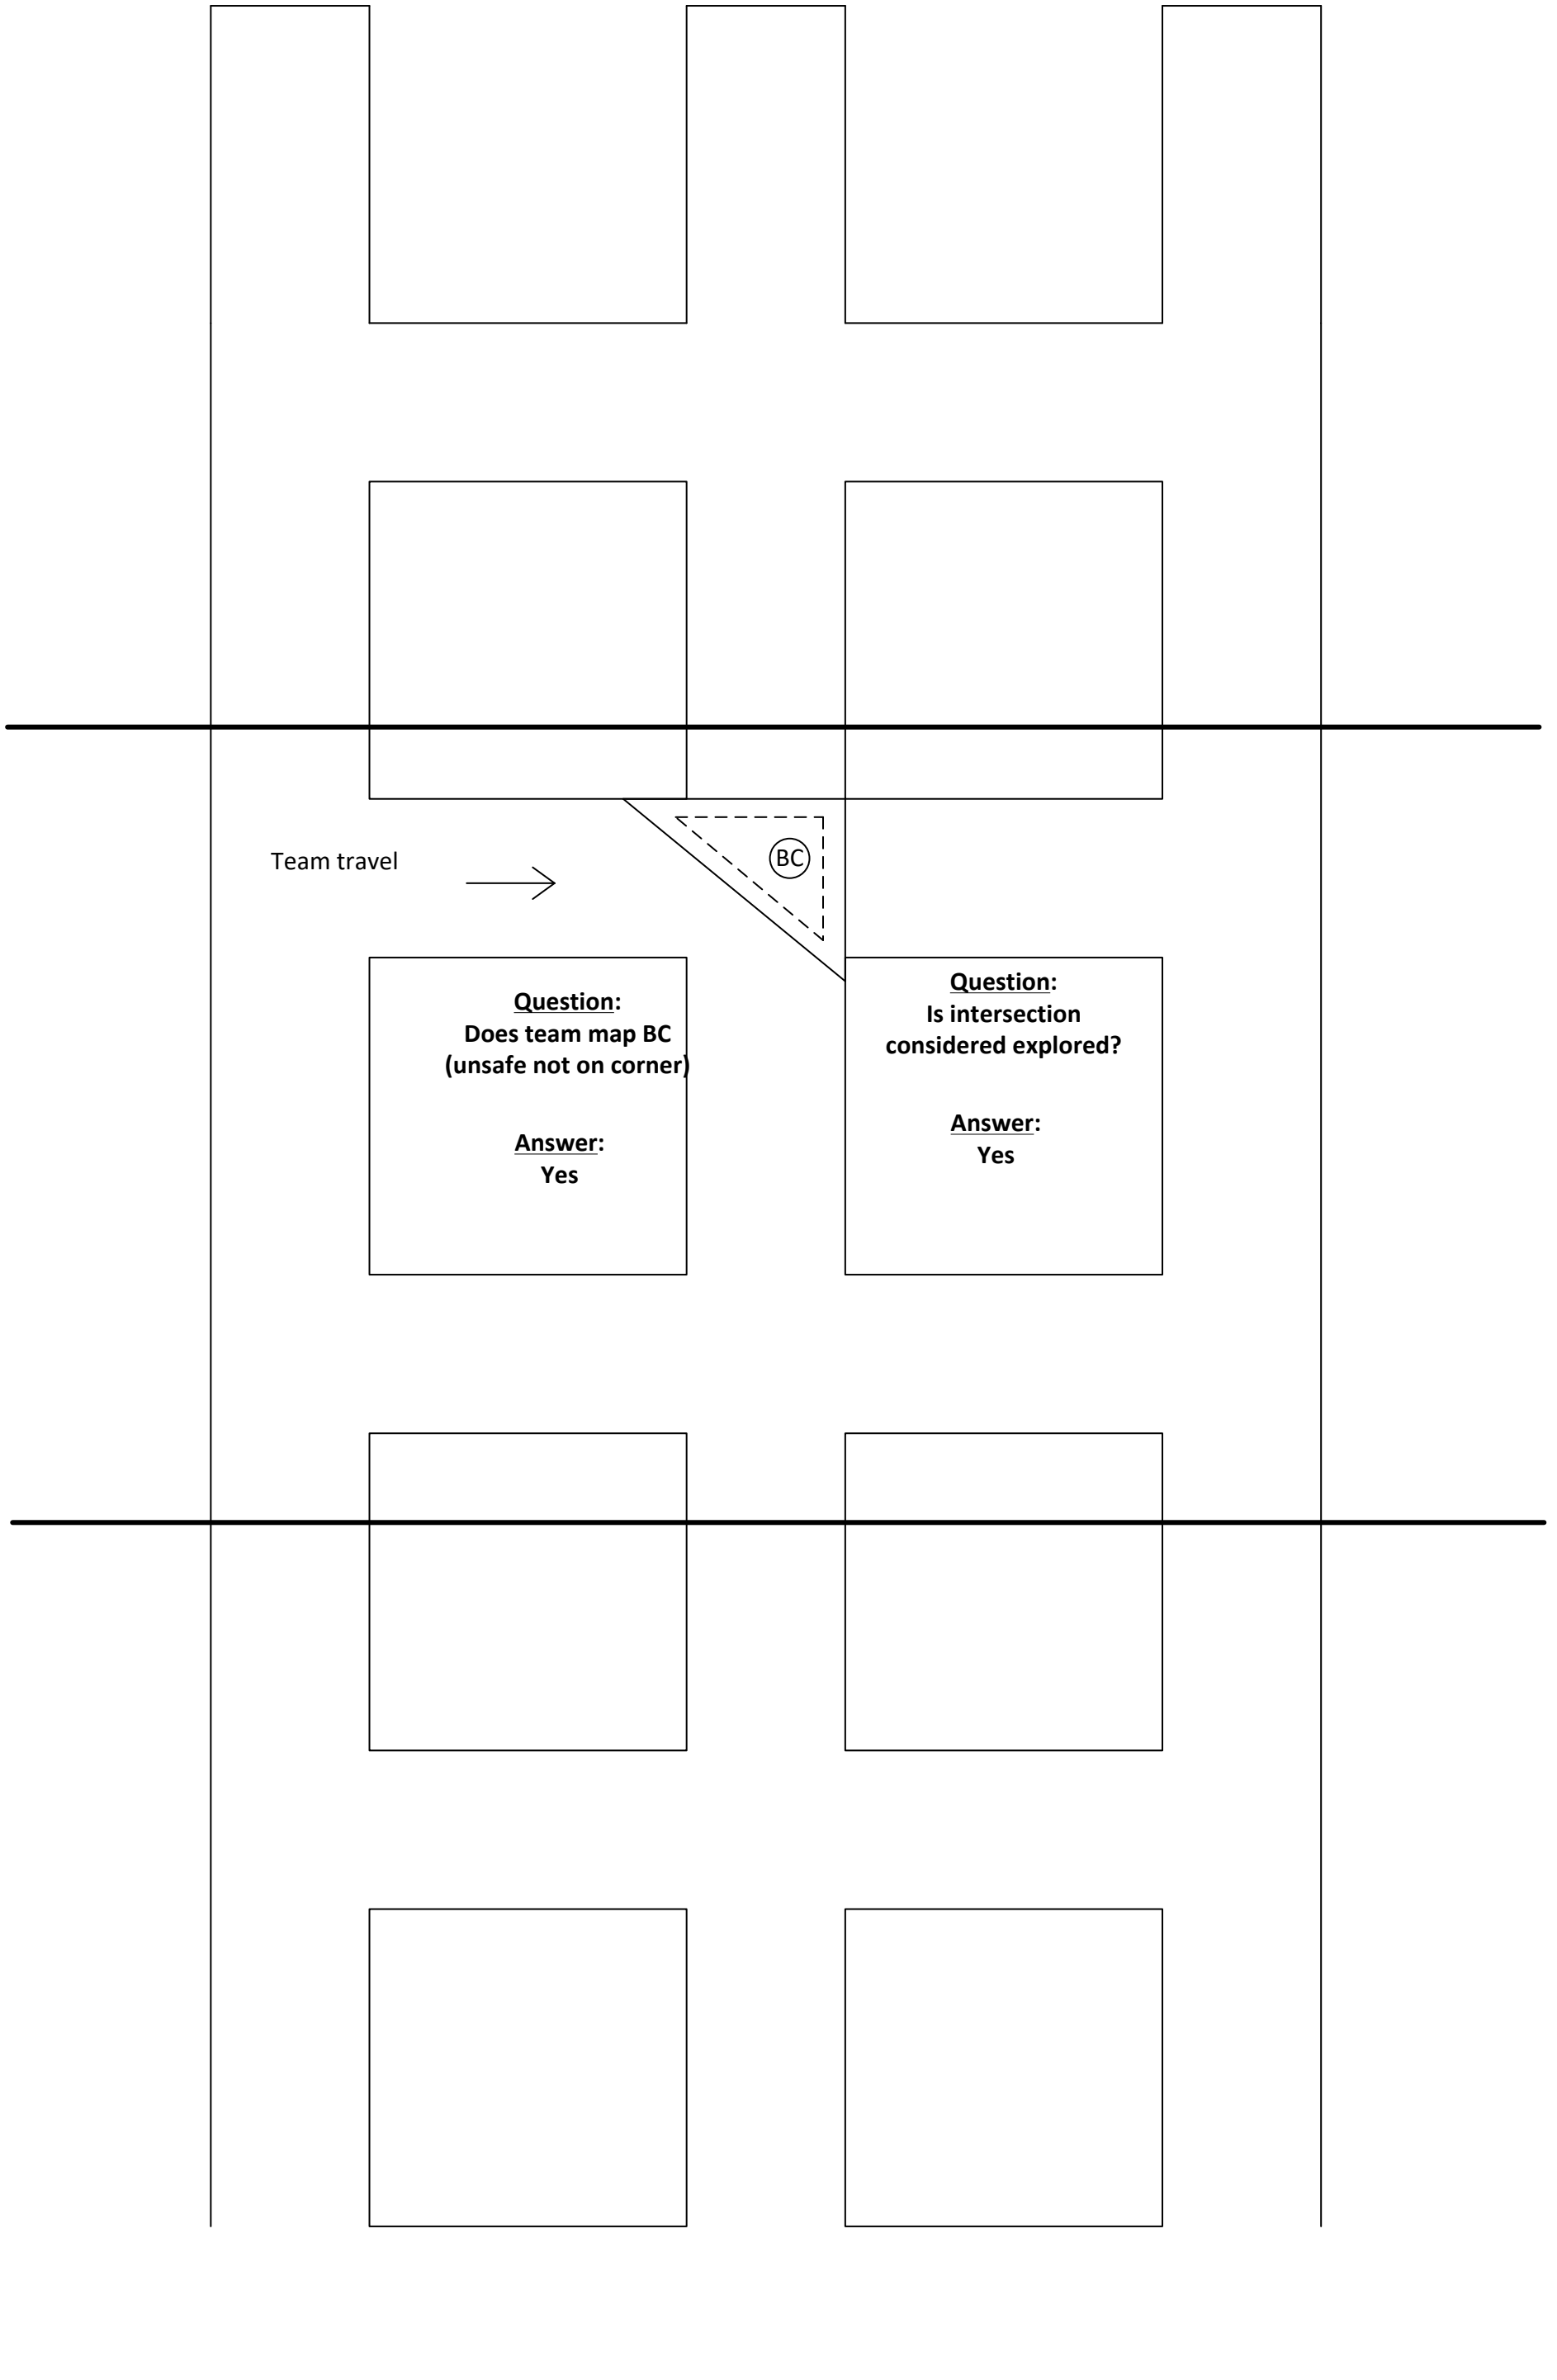 BC
Team travel
Question:
Does team map BC
(unsafe not on corner)
Answer:
Yes
Question:
Is intersection
considered explored?
Answer:
Yes